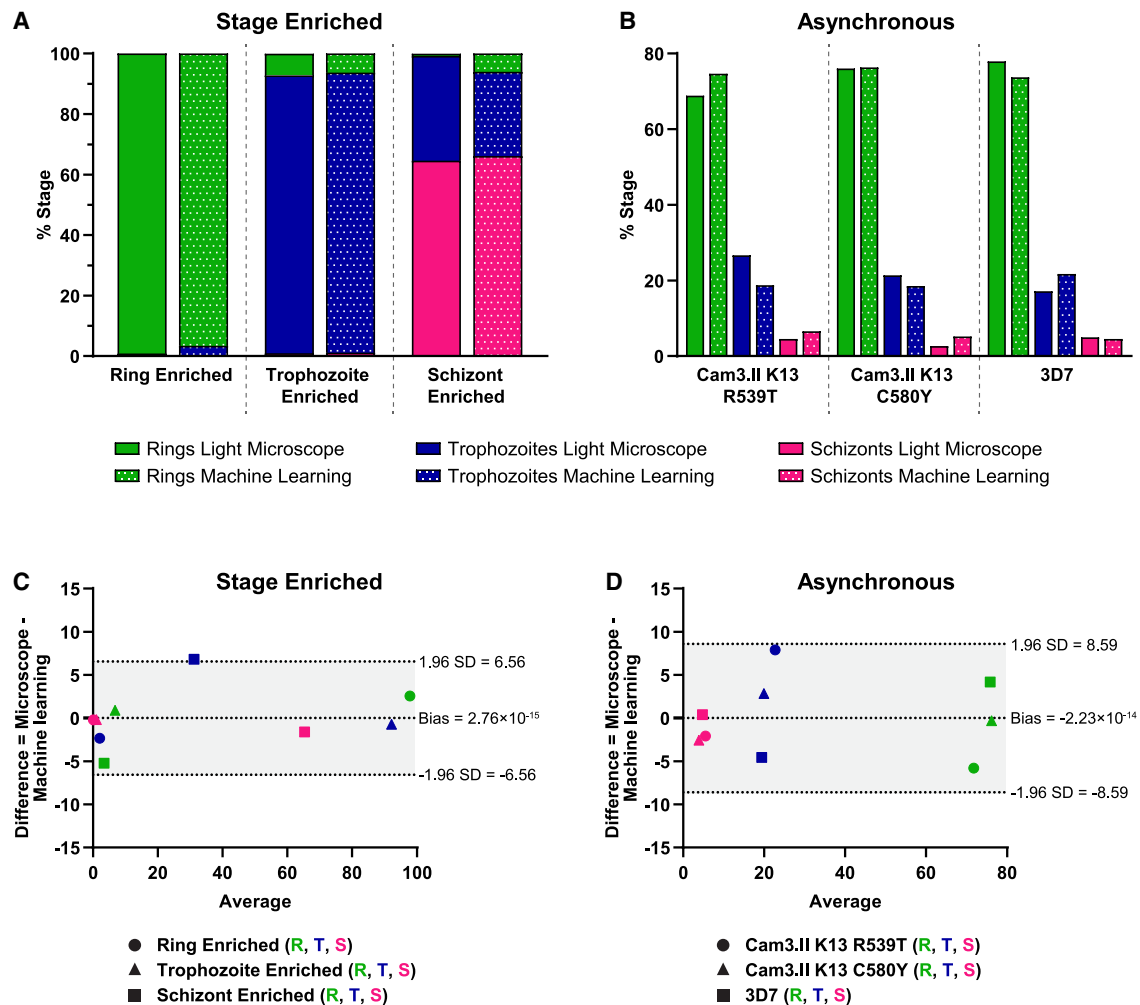 A
Stage Enriched
B
Asynchronous
100
80
60
40
20
0
% Stage
Ring Enriched
Trophozoite
Enriched
Schizont
Enriched
80
60
40
20
0
% Stage
Cam3.II K13
R539T
Cam3.II K13
C580Y
3D7
Rings Light Microscope
Trophozoites Light Microscope
Schizonts Light Microscope
Rings Machine Learning
Trophozoites Machine Learning
Schizonts Machine Learning
C
Stage Enriched
15
10
5
0
-5
-10
-15
Difference = Microscope -
Machine learning
1.96 SD = 6.56
Bias = 2.76×10⁻¹⁵
-1.96 SD = -6.56
0 20 40 60 80 100
Average
Ring Enriched (R, T, S)
Trophozoite Enriched (R, T, S)
Schizont Enriched (R, T, S)
D
Asynchronous
15
10
5
0
-5
-10
-15
Difference = Microscope -
Machine learning
1.96 SD = 8.59
Bias = -2.23×10⁻¹⁴
-1.96 SD = -8.59
0 20 40 60 80
Average
Cam3.II K13 R539T (R, T, S)
Cam3.II K13 C580Y (R, T, S)
3D7 (R, T, S)